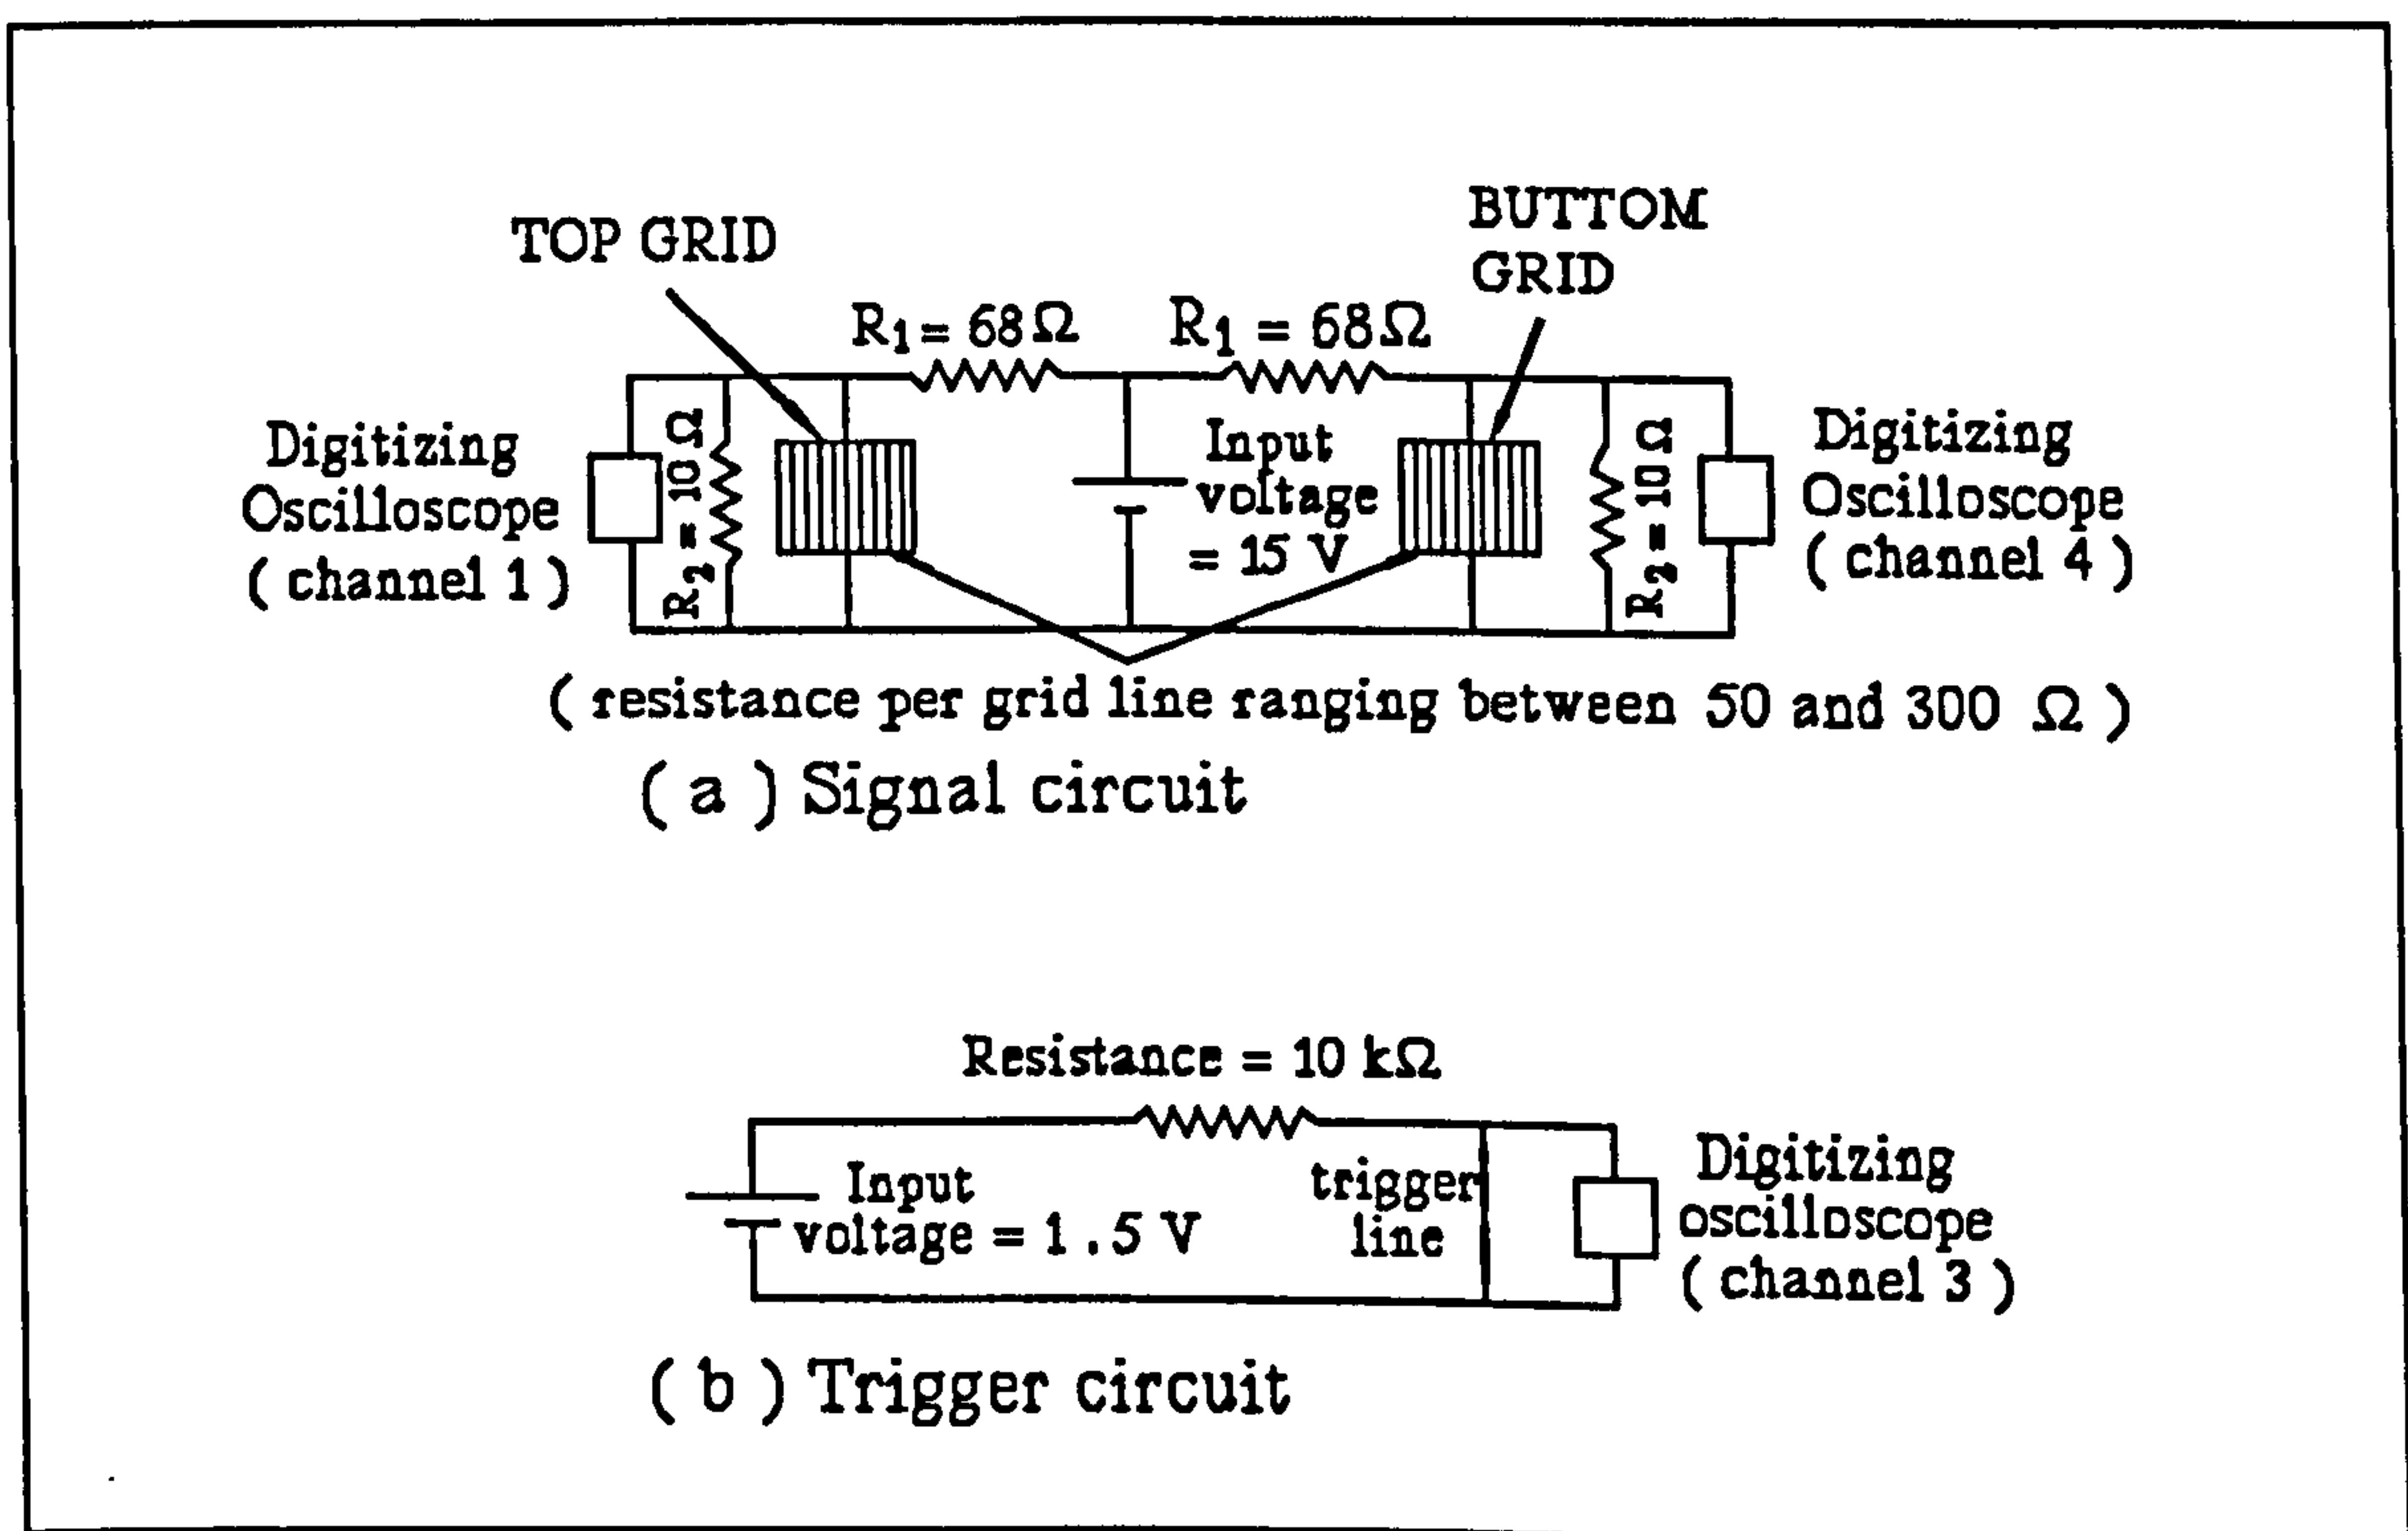 TOP GRID
BUTTOM
GRID
R1 = 68Ω
R1 = 68Ω
Digitizing
Oscilloscope
( channel 1 )
R2 = 10 Ω
Input
voltage
= 15 V
R2 = 10 Ω
Digitizing
Oscilloscope
( channel 4 )
( resistance per grid line ranging between 50 and 300 Ω )
( a ) Signal circuit
Resistance = 10 kΩ
Input
voltage = 1.5 V
trigger
line
Digitizing
oscilloscope
( channel 3 )
( b ) Trigger circuit